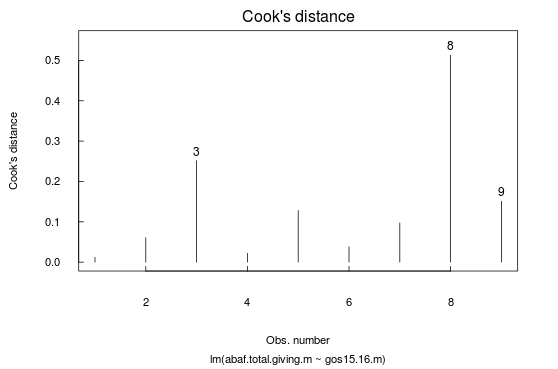 Cook's distance
8
0.5
0.4
Cook's distance
0.3
3
0.2
9
0.1
0.0
2 4 6 8
Obs. number
lm(abaf.total.giving.m ~ gos15.16.m)